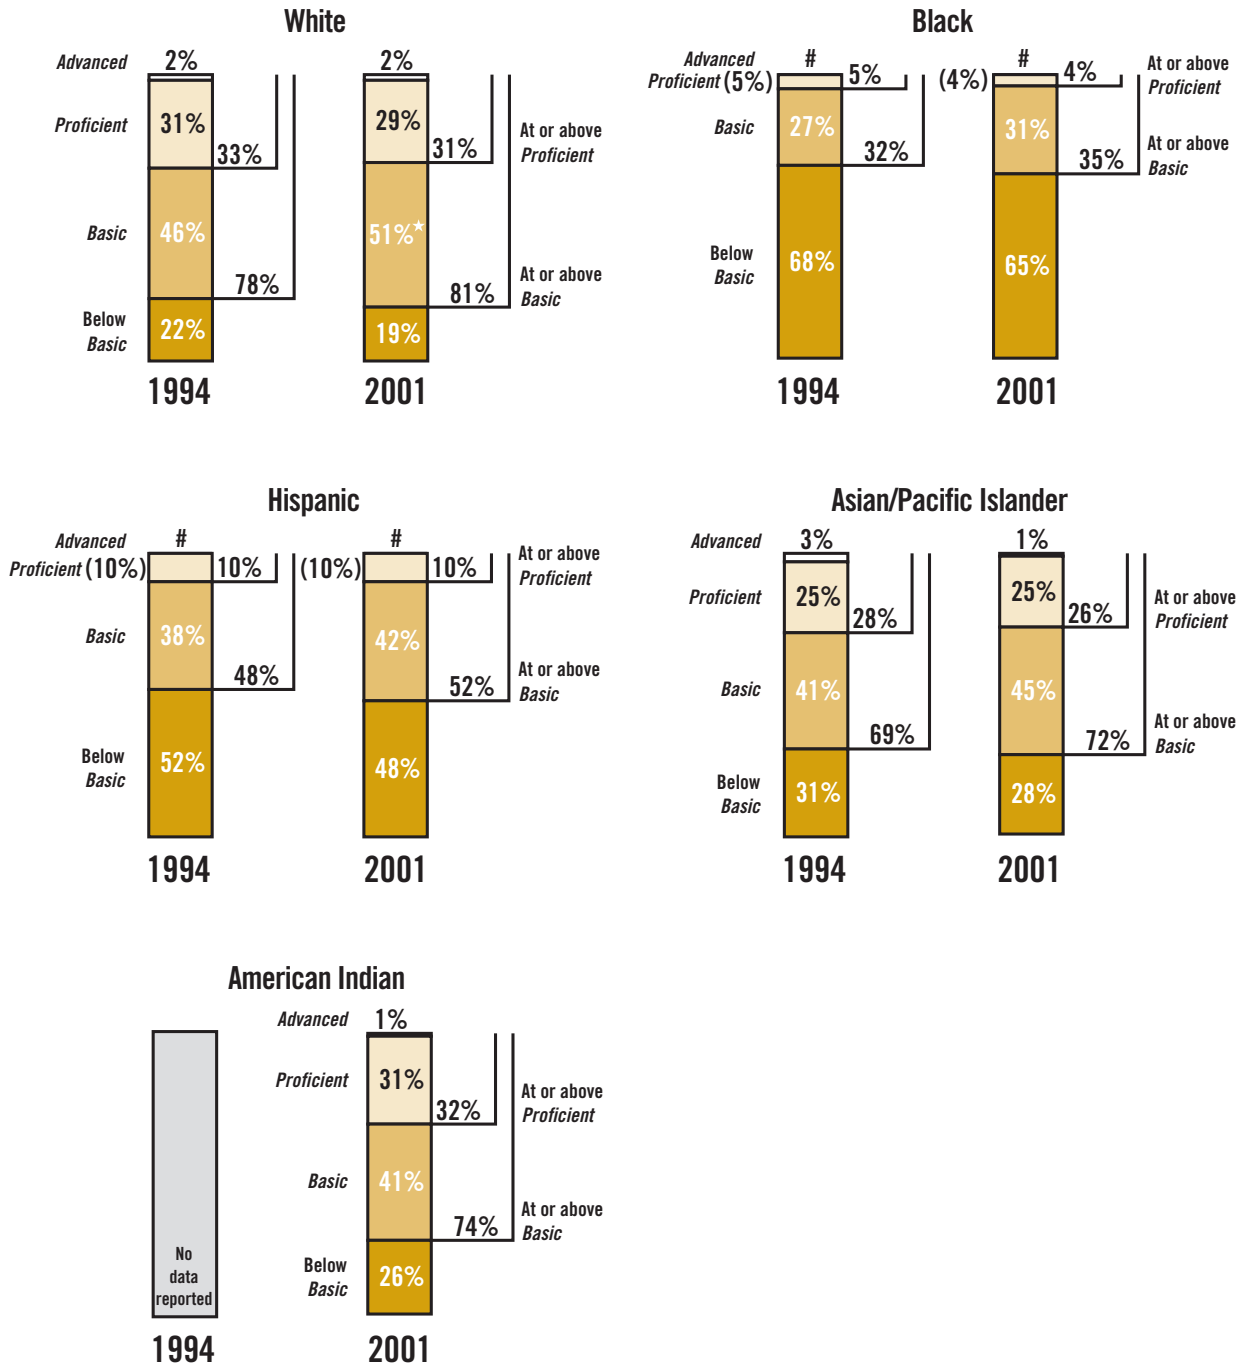 White
Advanced 2% 2%
Proficient 31% 29%
33% 31% At or above
Proficient
Basic 46% 51%★
78% 81% At or above
Basic
Below
Basic 22% 19%
1994 2001
Black
Advanced # #
Proficient (5%) 5% (4%) 4% At or above
Proficient
Basic 27% 31%
32% 35% At or above
Basic
Below
Basic 68% 65%
1994 2001
Hispanic
Advanced # #
Proficient (10%) 10% (10%) 10% At or above
Proficient
Basic 38% 42%
48% 52% At or above
Basic
Below
Basic 52% 48%
1994 2001
Asian/Pacific Islander
Advanced 3% 1%
Proficient 25% 25%
28% 26% At or above
Proficient
Basic 41% 45%
69% 72% At or above
Basic
Below
Basic 31% 28%
1994 2001
American Indian
Advanced 1%
Proficient 31%
32% At or above
Proficient
Basic 41%
74% At or above
Basic
No
data
reported
Below
Basic 26%
1994 2001